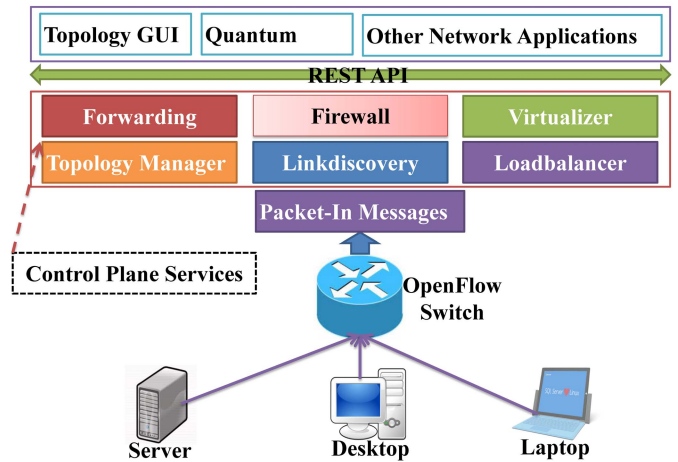 Topology GUI
Quantum
Other Network Applications
REST API
Forwarding
Firewall
Virtualizer
Topology Manager
Linkdiscovery
Loadbalancer
Packet-In Messages
Control Plane Services
OpenFlow
Switch
Server
Desktop
Laptop